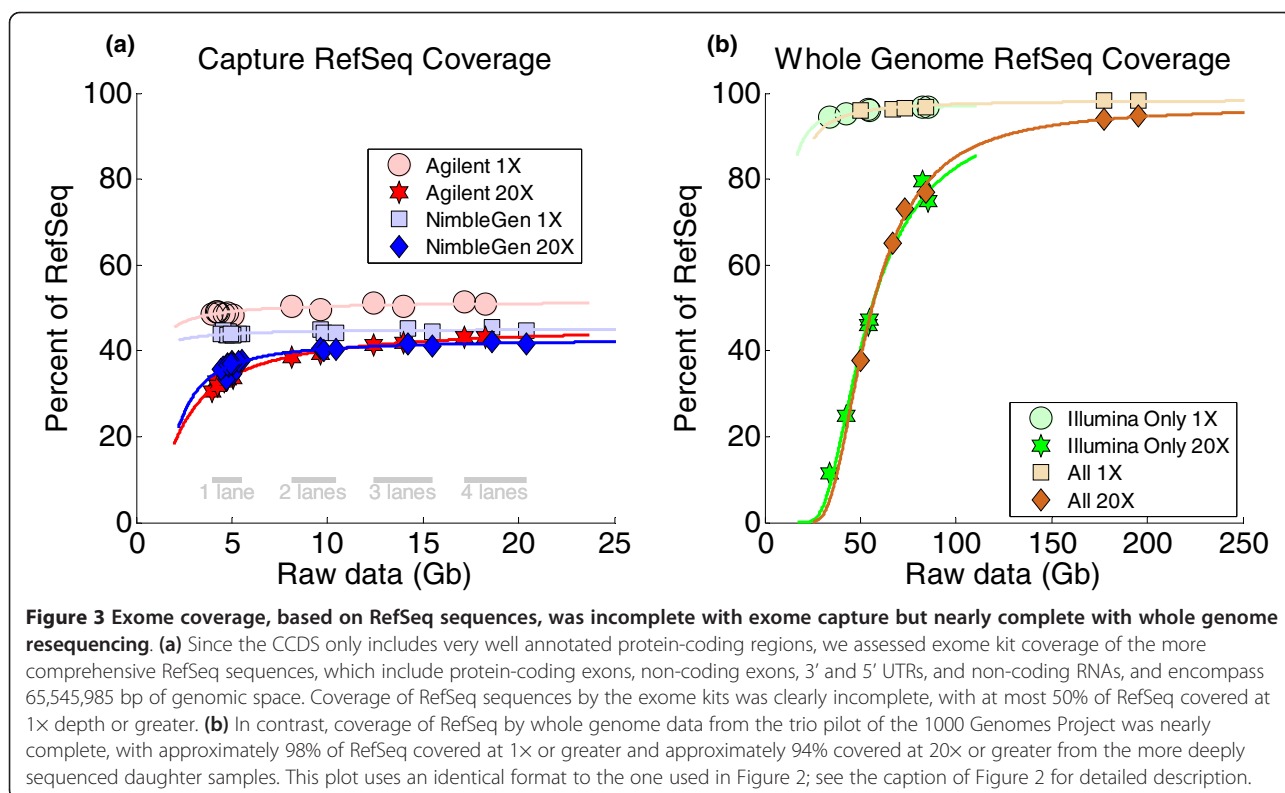 (a)
Capture RefSeq Coverage
Percent of RefSeq
100
80
60
40
20
0
Agilent 1X
Agilent 20X
NimbleGen 1X
NimbleGen 20X
1 lane
2 lanes
3 lanes
4 lanes
0
5
10
15
20
25
Raw data (Gb)
(b)
Whole Genome RefSeq Coverage
Percent of RefSeq
100
80
60
40
20
0
Illumina Only 1X
Illumina Only 20X
All 1X
All 20X
0
50
100
150
200
250
Raw data (Gb)
Figure 3 Exome coverage, based on RefSeq sequences, was incomplete with exome capture but nearly complete with whole genome
resequencing. (a) Since the CCDS only includes very well annotated protein-coding regions, we assessed exome kit coverage of the more
comprehensive RefSeq sequences, which include protein-coding exons, non-coding exons, 3′ and 5′ UTRs, and non-coding RNAs, and encompass
65,545,985 bp of genomic space. Coverage of RefSeq sequences by the exome kits was clearly incomplete, with at most 50% of RefSeq covered at
1× depth or greater. (b) In contrast, coverage of RefSeq by whole genome data from the trio pilot of the 1000 Genomes Project was nearly
complete, with approximately 98% of RefSeq covered at 1× or greater and approximately 94% covered at 20× or greater from the more deeply
sequenced daughter samples. This plot uses an identical format to the one used in Figure 2; see the caption of Figure 2 for detailed description.